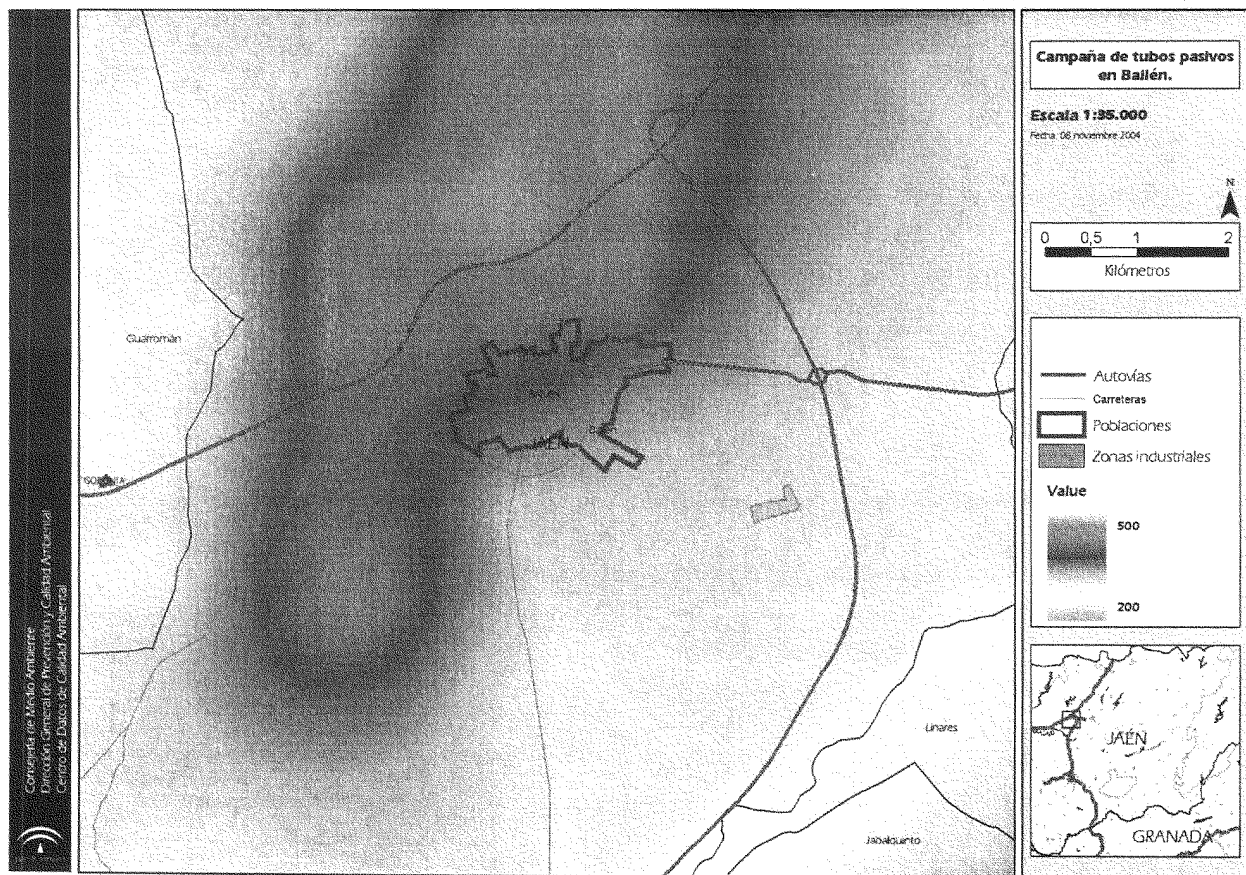 Consejería de Medio Ambiente
Dirección General de Prevención y Calidad Ambiental
Centro de Datos de Calidad Ambiental
Guarromán
JAÉN
Linares
Jabalquinto
Campaña de tubos pasivos
en Bailén.
Escala 1:35.000
Fecha: 06 noviembre 2004
N
0 0,5 1 2
Kilómetros
Autovías
Carreteras
Poblaciones
Zonas industriales
Value
500
200
JAÉN
GRANADA